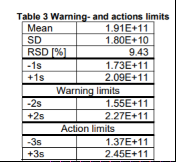 Table 3 Warning- and actions limits
Mean 1.91E+11
SD 1.80E+10
RSD [%] 9.43
-1s 1.73E+11
+1s 2.09E+11
Warning limits
-2s 1.55E+11
+2s 2.27E+11
Action limits
-3s 1.37E+11
+3s 2.45E+11